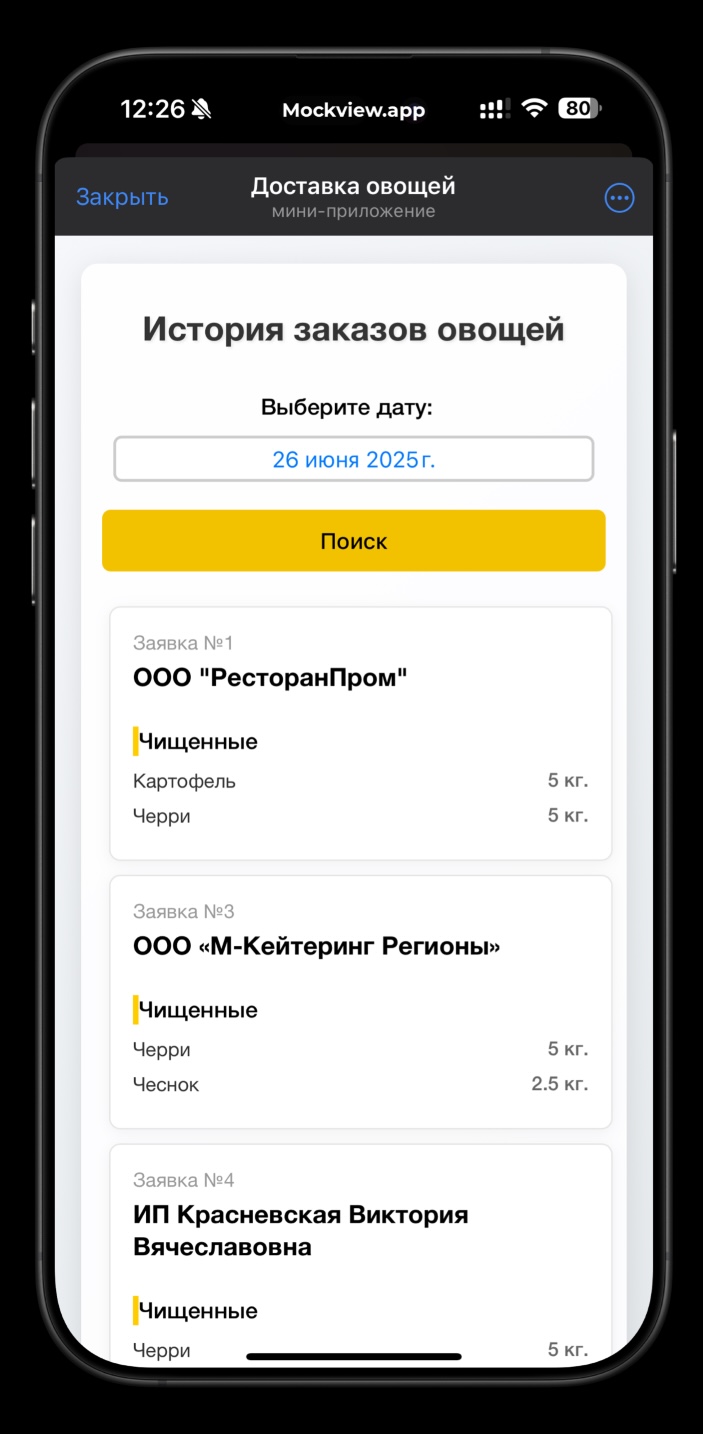 12:26
Mockview.app
80
Закрыть
Доставка овощей
мини-приложение
История заказов овощей
Выберите дату:
26 июня 2025 г.
Поиск
Заявка №1
ООО "РесторанПром"
Чищенные
Картофель 5 кг.
Черри 5 кг.
Заявка №3
ООО «М-Кейтеринг Регионы»
Чищенные
Черри 5 кг.
Чеснок 2.5 кг.
Заявка №4
ИП Красневская Виктория
Вячеславовна
Чищенные
Черри 5 кг.